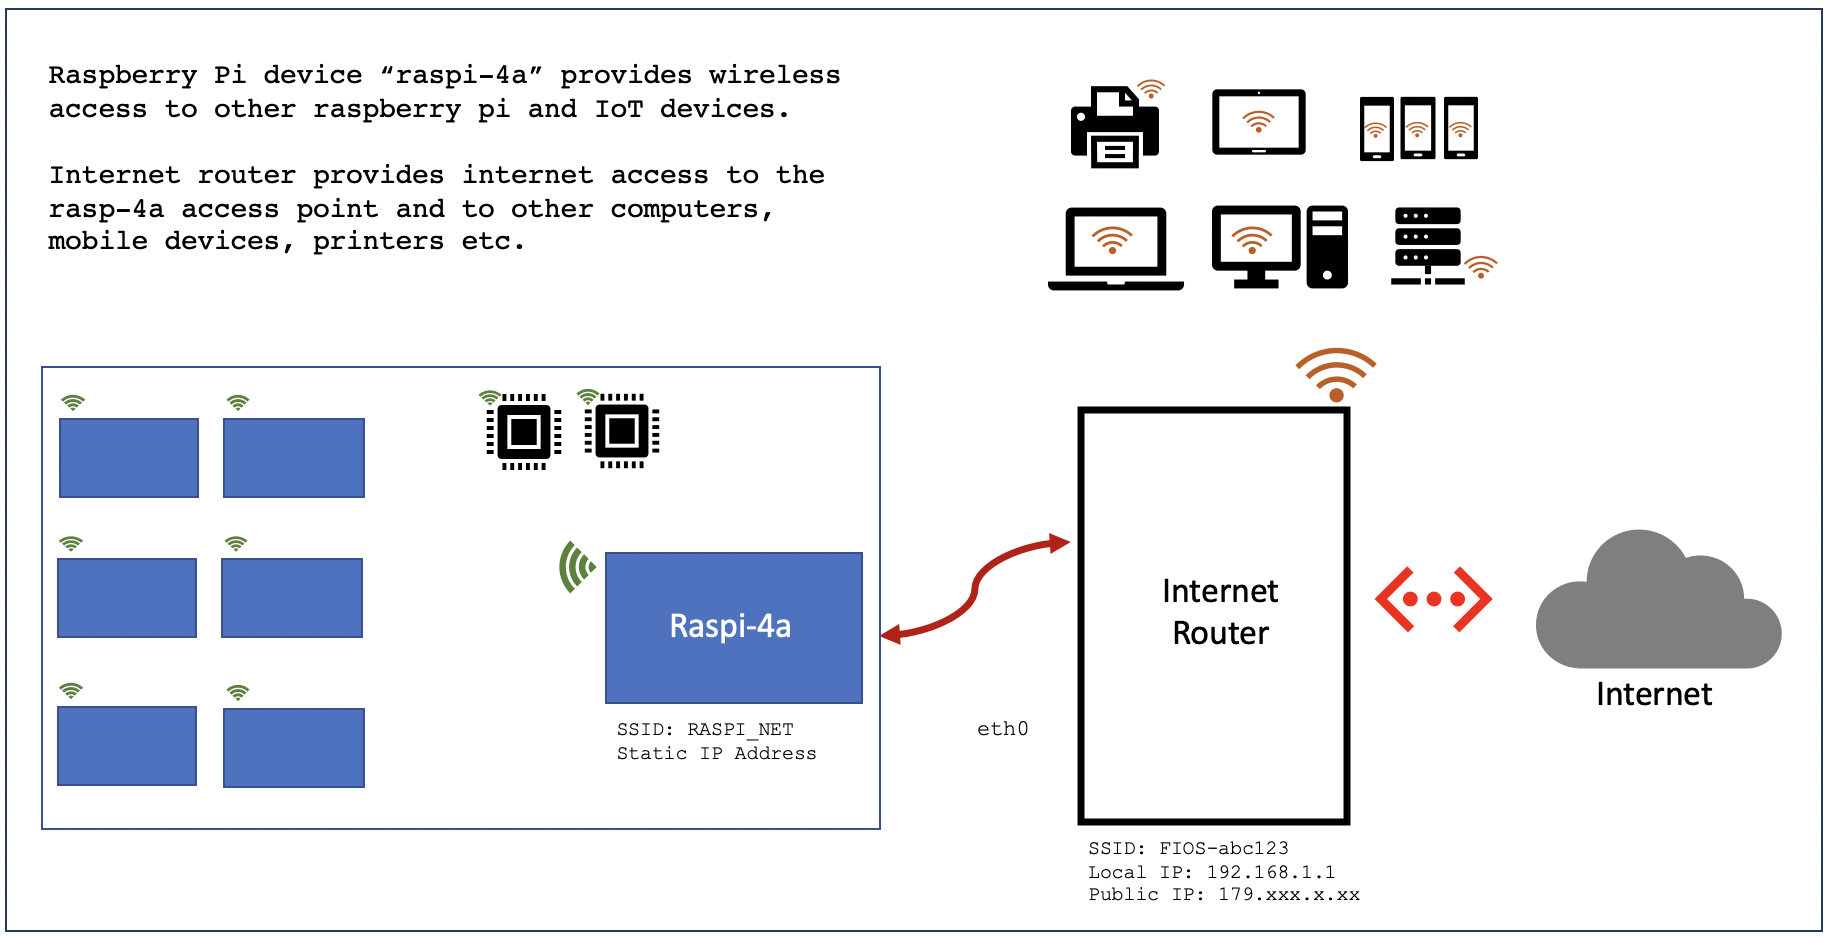 Raspberry Pi device “raspi-4a” provides wireless
access to other raspberry pi and IoT devices.
Internet router provides internet access to the
rasp-4a access point and to other computers,
mobile devices, printers etc.
Raspi-4a
SSID: RASPI_NET
Static IP Address
eth0
Internet
Router
SSID: FIOS-abc123
Local IP: 192.168.1.1
Public IP: 179.xxx.x.xx
Internet